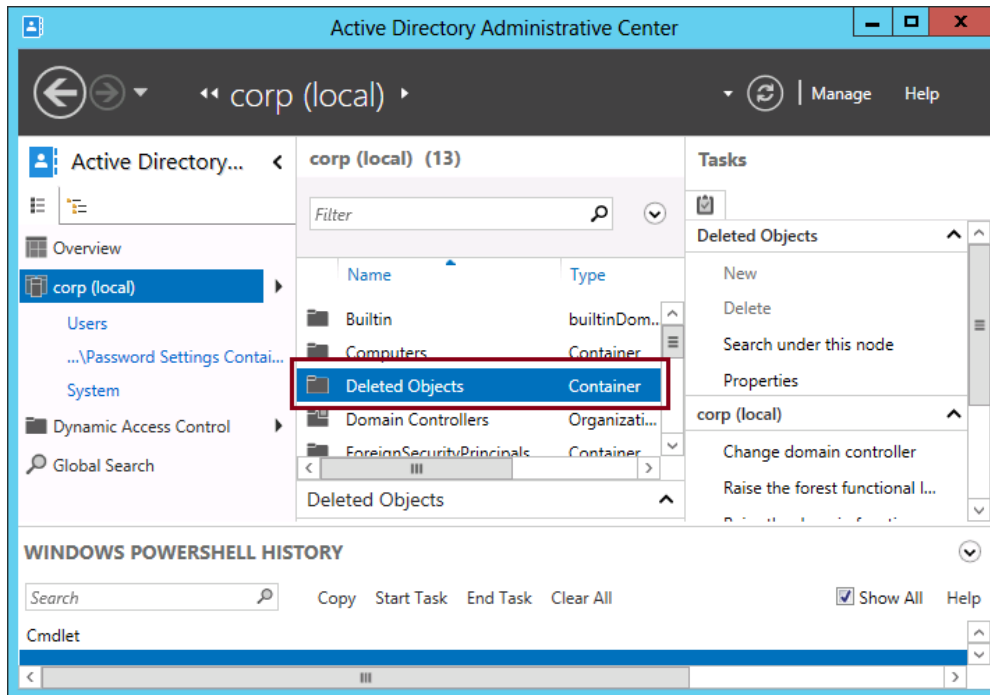 Active Directory Administrative Center
corp (local)
Manage Help
Active Directory...
Overview
corp (local)
Users
...\Password Settings Contai...
System
Dynamic Access Control
Global Search
corp (local) (13)
Filter
Name Type
Builtin builtinDom...
Computers Container
Deleted Objects Container
Domain Controllers Organizati...
ForeignSecurityPrincipals Container
Deleted Objects
Tasks
Deleted Objects
New
Delete
Search under this node
Properties
corp (local)
Change domain controller
Raise the forest functional l...
WINDOWS POWERSHELL HISTORY
Search Copy Start Task End Task Clear All Show All Help
Cmdlet